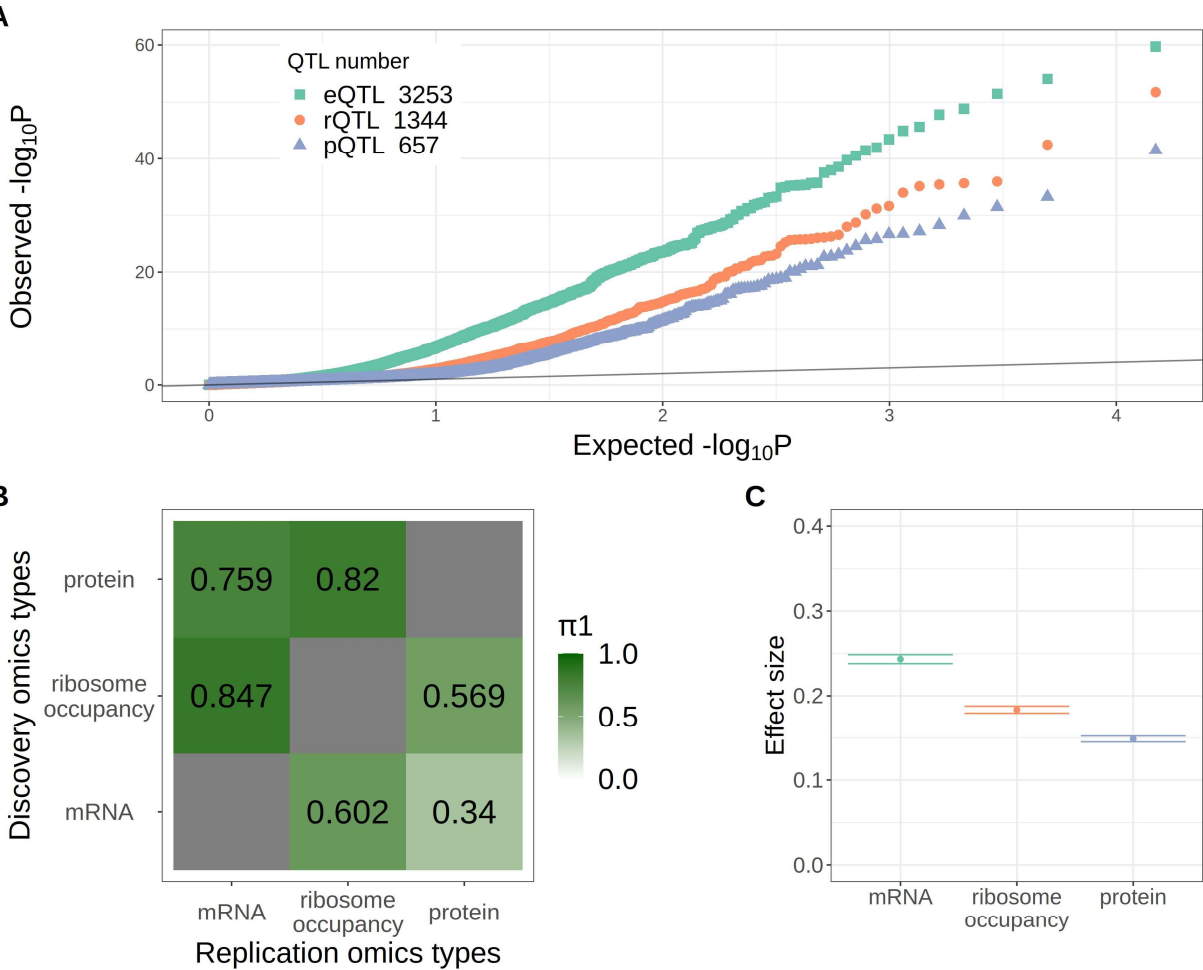 A
Observed -log10P
60
40
20
0
QTL number
eQTL 3253
rQTL 1344
pQTL 657
0 1 2 3 4
Expected -log10P
B
Discovery omics types
protein
0.759 0.82
ribosome
occupancy
0.847 0.569
mRNA
0.602 0.34
mRNA
ribosome
occupancy
protein
Replication omics types
π1
1.0
0.5
0.0
C
Effect size
0.4
0.3
0.2
0.1
0.0
mRNA
ribosome
occupancy
protein